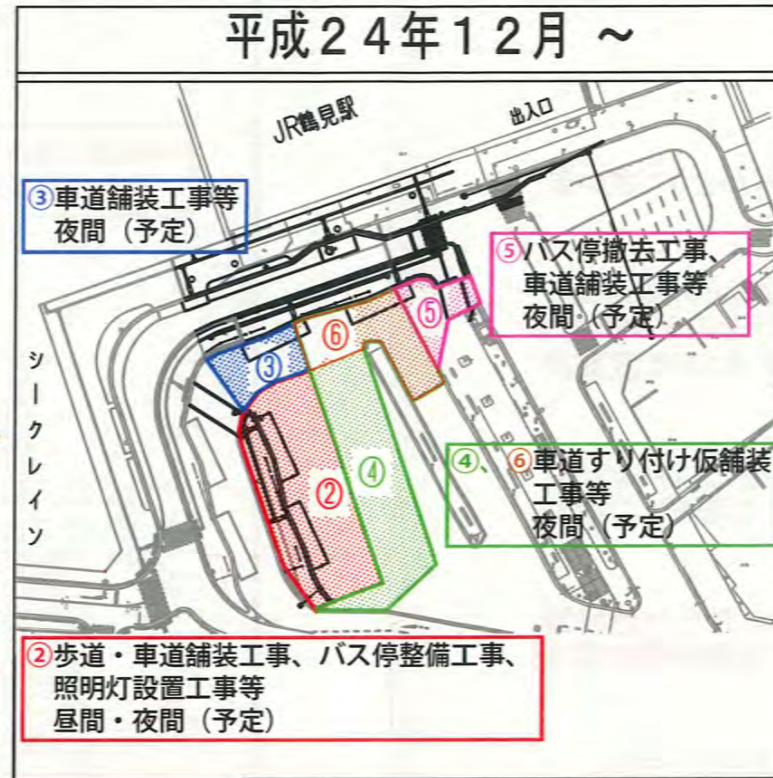 平成24年12月 ~
JR鶴見駅
出入口
③車道舗装工事等
夜間（予定）
⑤バス停撤去工事、
車道舗装工事等
夜間（予定）
⑤
⑥
③
シークレイン
④、⑥車道すり付け仮舗装
工事等
夜間（予定）
④
②
②歩道・車道舗装工事、バス停整備工事、
照明灯設置工事等
昼間・夜間（予定）